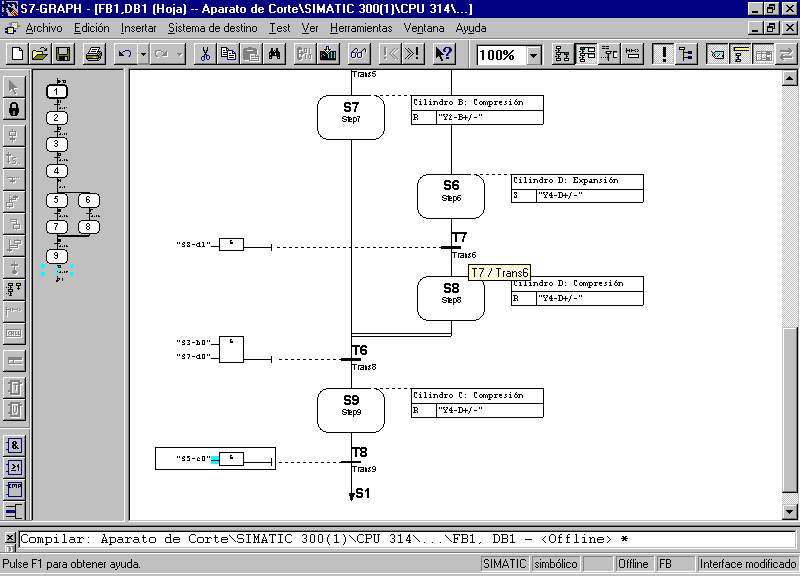 S7-GRAPH - [FB1,DB1 (Hoja) -- Aparato de Corte\SIMATIC 300(1)\CPU 314\...]
Archivo Edición Insertar Sistema de destino Test Ver Herramientas Ventana Ayuda
100%
Trans5
S7
Step7
Cilindro B: Compresión
R "Y2-B+/-"
1
2
3
4
5 6
7 8
9
S6
Step6
Cilindro D: Expansión
S "Y4-D+/-"
"S8-d1" &
T7
Trans6
T7 / Trans6
S8
Step8
Cilindro D: Compresión
R "Y4-D+/-"
"S3-b0" &
"S7-d0"
T6
Trans8
S9
Step9
Cilindro C: Compresión
R "Y4-D+/-"
"S5-c0" &
T8
Trans9
S1
&
≥1
CMP
CALL
Compilar: Aparato de Corte\SIMATIC 300(1)\CPU 314\...\FB1, DB1 – <Offline> *
Pulse F1 para obtener ayuda. SIMATIC simbólico Offline FB Interface modificado